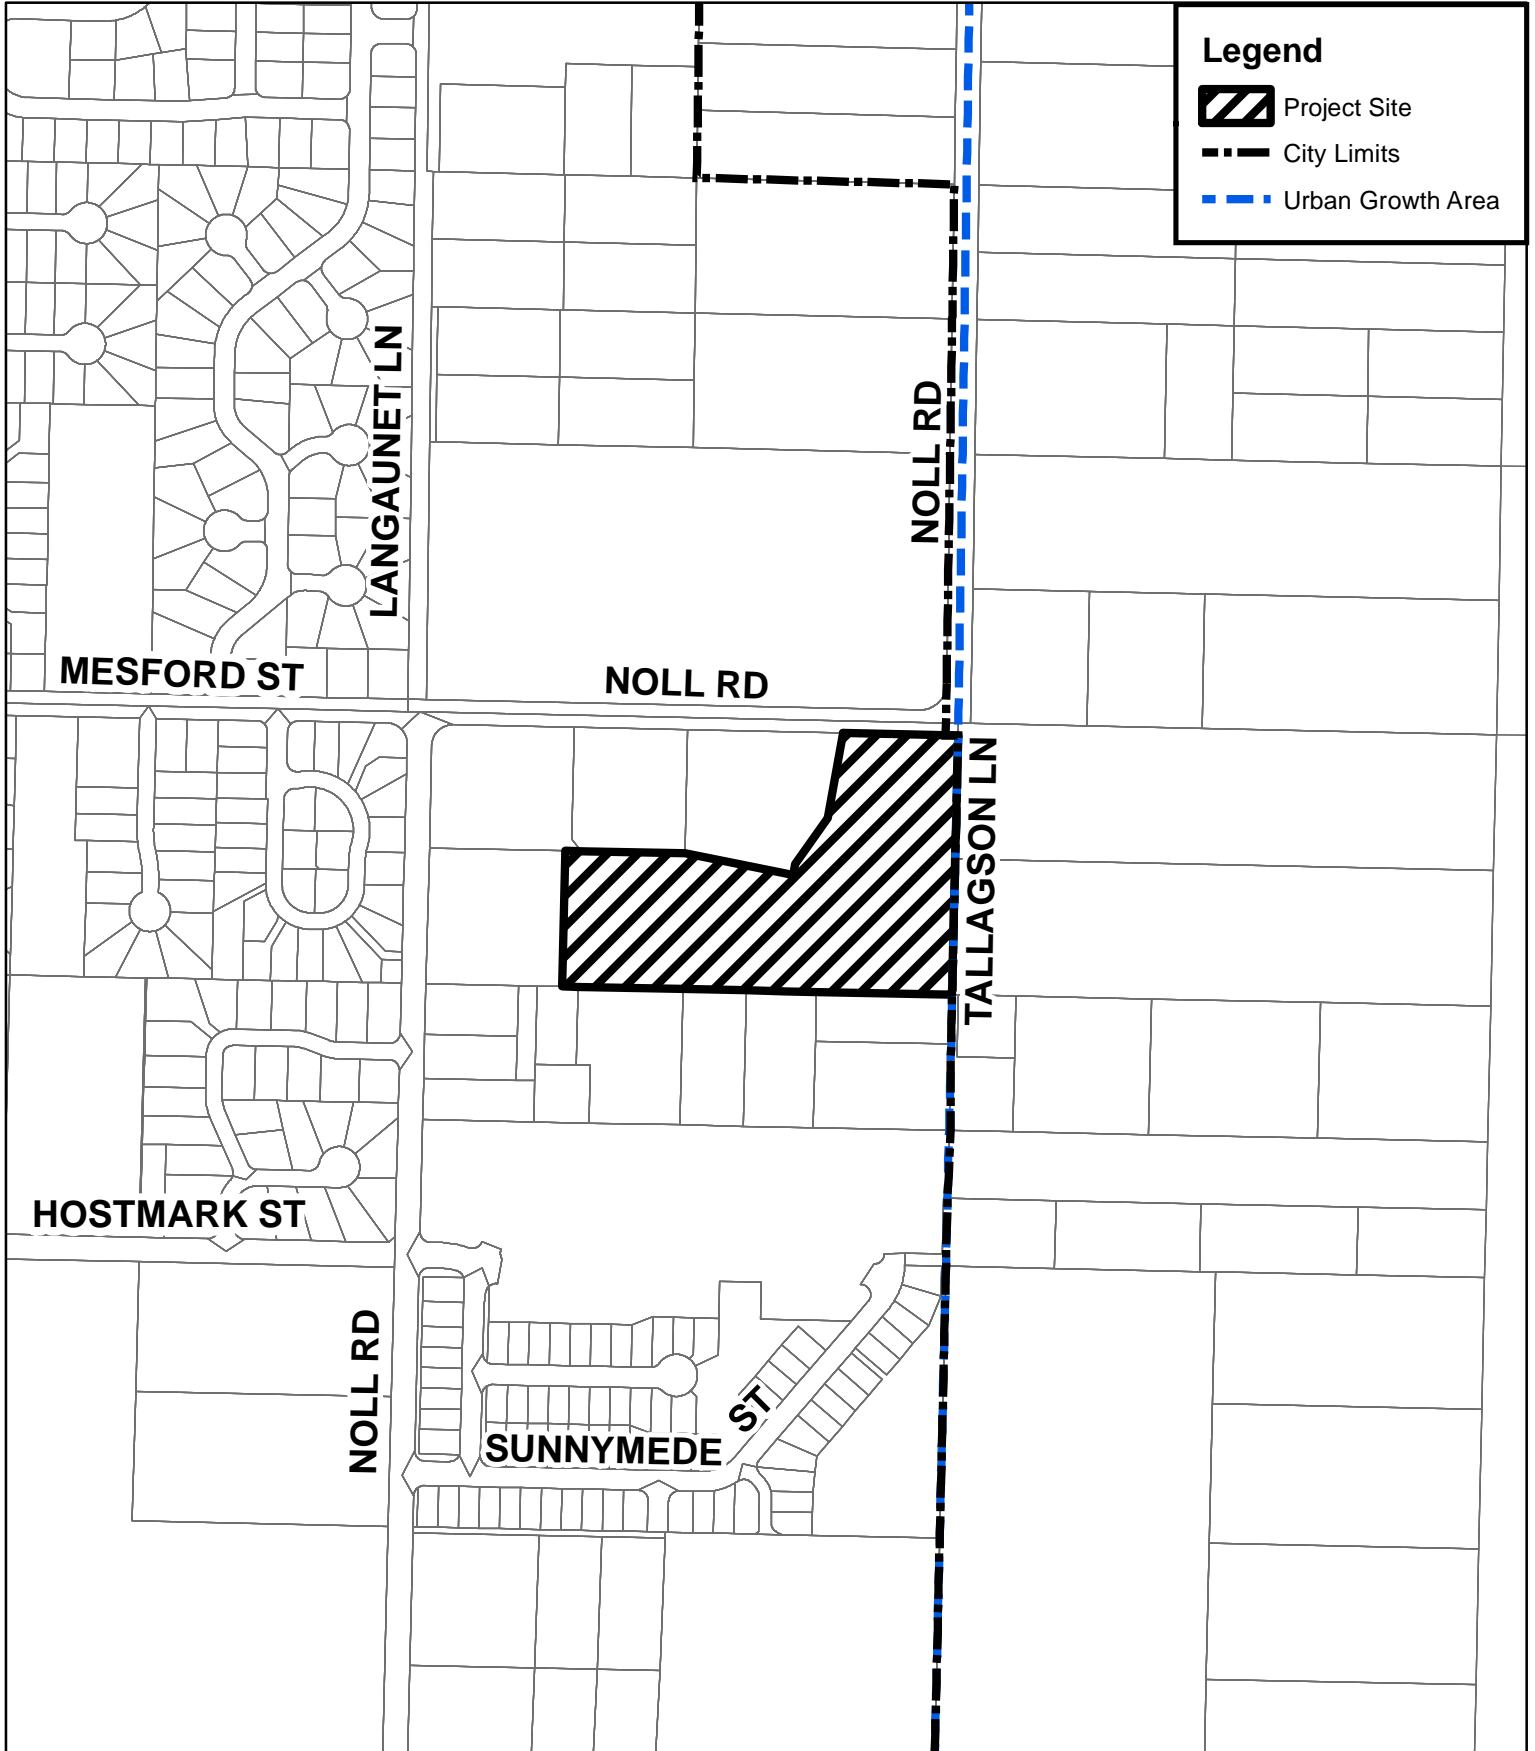 Legend
Project Site
City Limits
Urban Growth Area
LANGAUNET LN
NOLL RD
MESFORD ST
NOLL RD
TALLAGSON LN
HOSTMARK ST
NOLL RD
ST
SUNNYMEDE